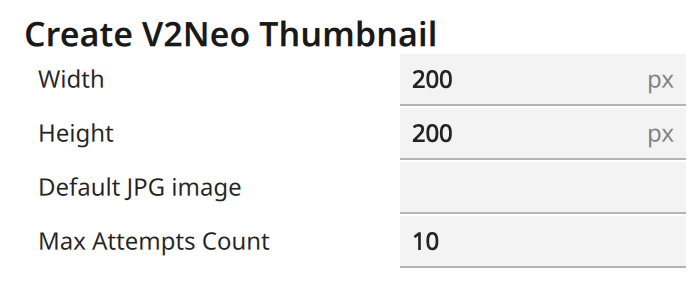 Create V2Neo Thumbnail
Width 200 px
Height 200 px
Default JPG image
Max Attempts Count 10